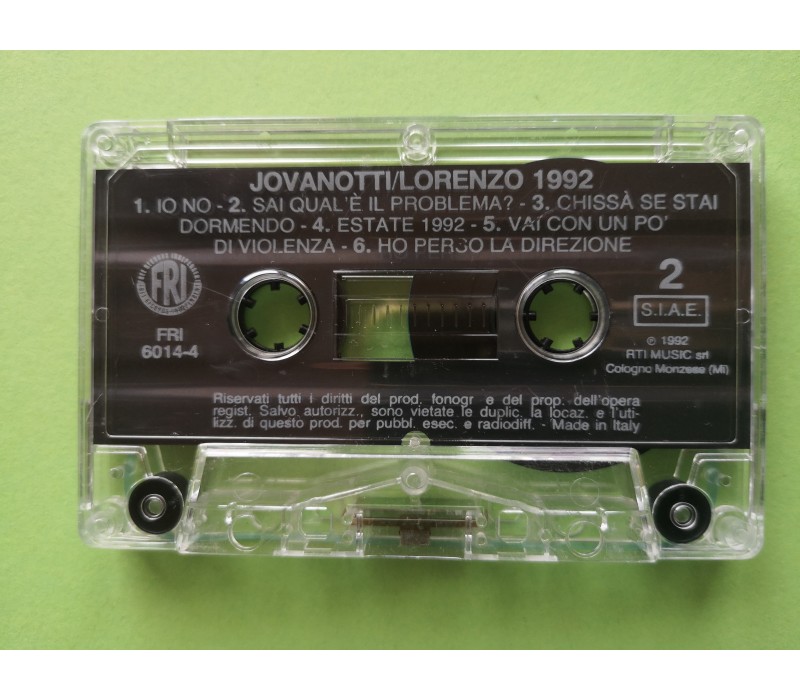 JOVANOTTI/LORENZO 1992
1. IO NO - 2. SAI QUAL'È IL PROBLEMA? - 3. CHISSÀ SE STAI
DORMENDO - 4. ESTATE 1992 - 5. VAI CON UN PO'
DI VIOLENZA - 6. HO PERSO LA DIREZIONE
FRI
FRI
6014-4
2
S.I.A.E.
℗ 1992
RTI MUSIC srl
Cologno Monzese (MI)
Riservati tutti i diritti del prod. fonogr. e del prop. dell'opera
regist. Salvo autorizz., sono vietate le duplic. la locaz. e l'uti-
lizz. di questo prod. per pubbl. esec. e radiodiff. - Made in Italy